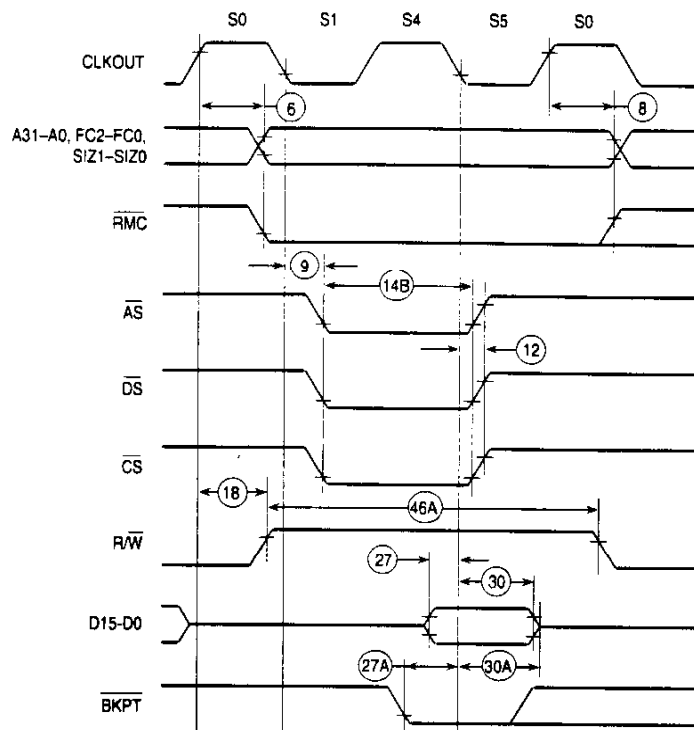 S0 S1 S4 S5 S0
CLKOUT
6 8
A31–A0, FC2–FC0,
SIZ1–SIZ0
RMC
9 14B
AS
12
DS
CS
18 46A
R/W
27 30
D15-D0
27A 30A
BKPT